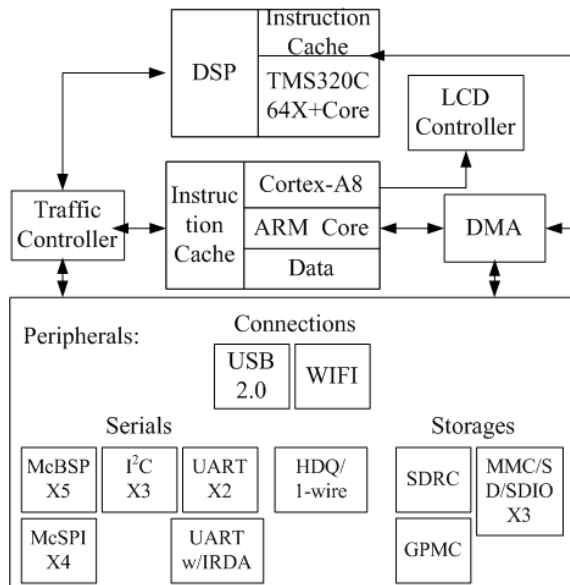 Instruction
Cache
DSP
TMS320C
64X+Core
LCD
Controller
Instruc
tion
Cache
Cortex-A8
ARM Core
Data
Traffic
Controller
DMA
Peripherals:
Connections
USB
2.0
WIFI
Serials
Storages
McBSP
X5
I²C
X3
UART
X2
HDQ/
1-wire
SDRC
MMC/S
D/SDIO
X3
McSPI
X4
UART
w/IRDA
GPMC